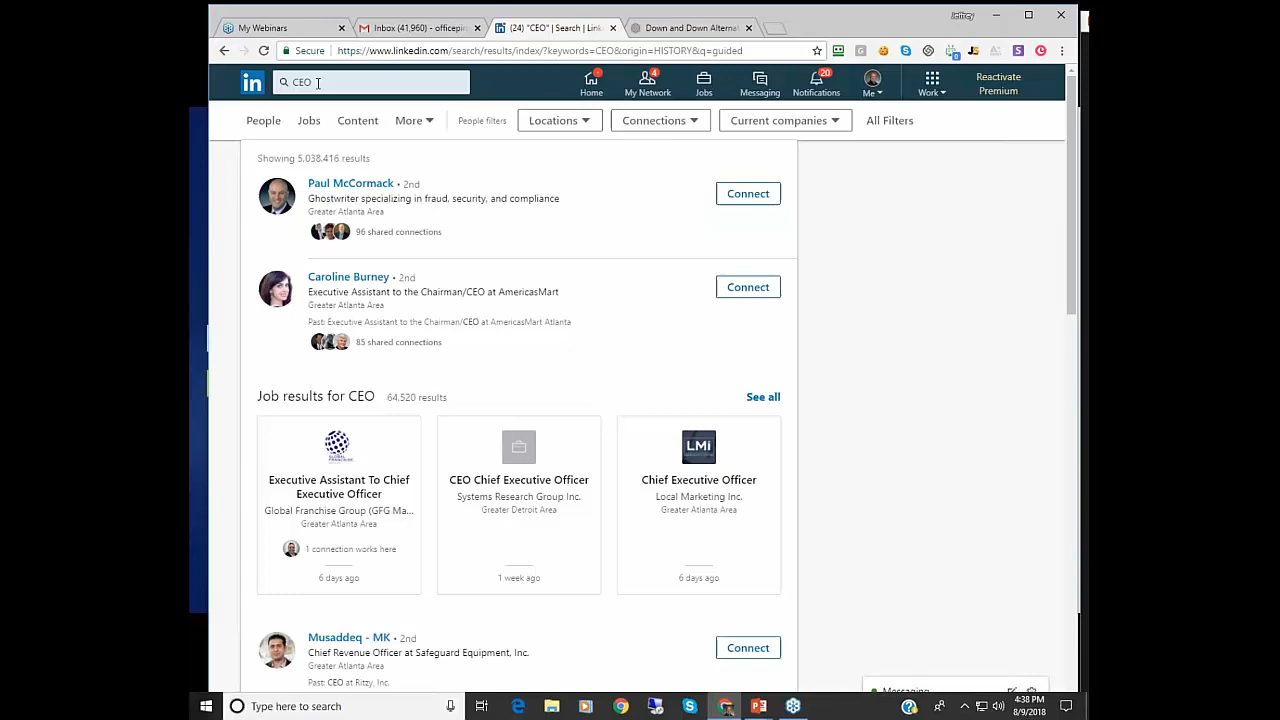 Jeffrey
My Webinars
Inbox (41,960) - officepi
(24) "CEO" | Search | Link
Down and Down Alternat
Secure
https://www.linkedin.com/search/results/index/?keywords=CEO&origin=HISTORY&q=guided
in
CEO
4
20
Home
My Network
Jobs
Messaging
Notifications
Me
Work
Reactivate
Premium
People
Jobs
Content
More
People filters
Locations
Connections
Current companies
All Filters
Showing 5,038,416 results
Paul McCormack • 2nd
Ghostwriter specializing in fraud, security, and compliance
Greater Atlanta Area
96 shared connections
Connect
Caroline Burney • 2nd
Executive Assistant to the Chairman/CEO at AmericasMart
Greater Atlanta Area
Past: Executive Assistant to the Chairman/CEO at AmericasMart Atlanta
85 shared connections
Connect
Job results for CEO 64,520 results
See all
GLOBAL FRANCHISE
Executive Assistant To Chief
Executive Officer
Global Franchise Group (GFG Ma...
Greater Atlanta Area
1 connection works here
6 days ago
CEO Chief Executive Officer
Systems Research Group Inc.
Greater Detroit Area
1 week ago
LMi
Chief Executive Officer
Local Marketing Inc.
Greater Atlanta Area
6 days ago
Musaddeq - MK • 2nd
Chief Revenue Officer at Safeguard Equipment, Inc.
Greater Atlanta Area
Past: CEO at Ritzy, Inc.
Connect
Messaging
Type here to search
4:38 PM
8/9/2018